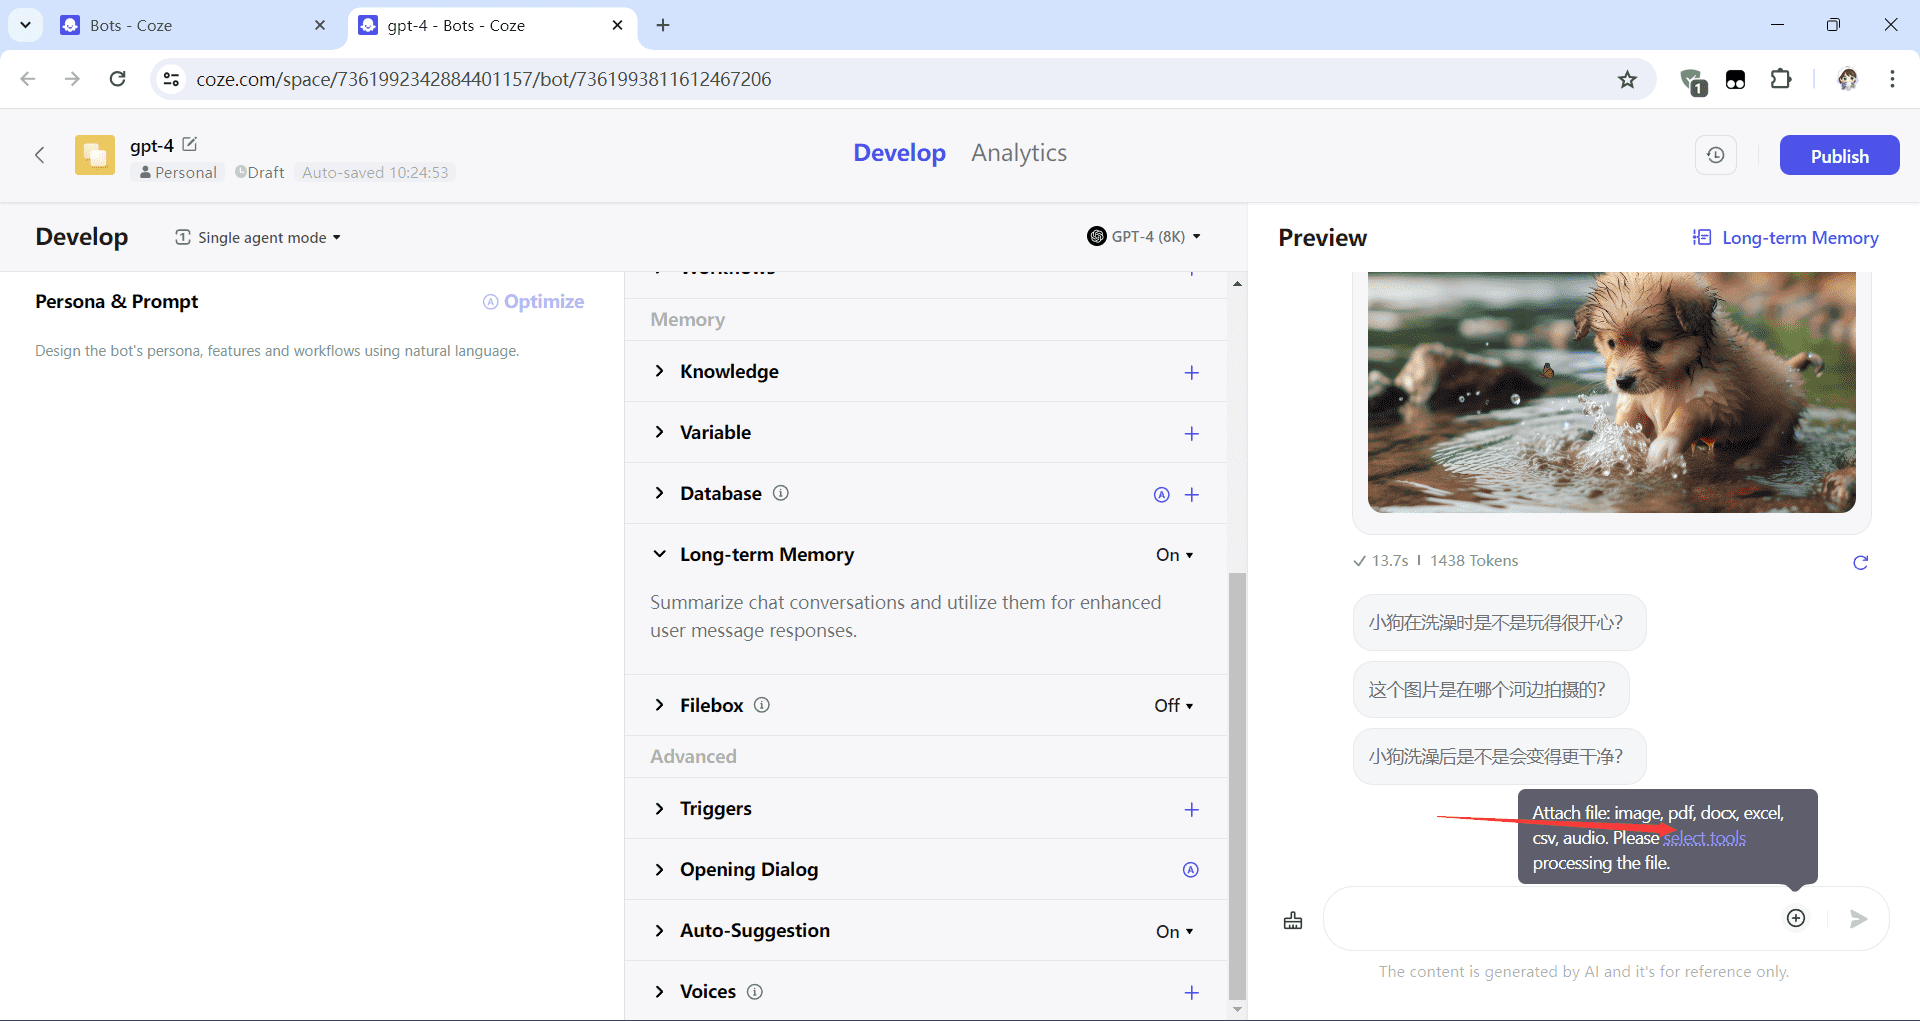 Bots - Coze
gpt-4 - Bots - Coze
coze.com/space/7361992342884401157/bot/7361993811612467206
1
gpt-4
Personal
Draft
Auto-saved 10:24:53
Develop
Analytics
Publish
Develop
Single agent mode
GPT-4 (8K)
Preview
Long-term Memory
Persona & Prompt
Optimize
Design the bot's persona, features and workflows using natural language.
Workflows
Memory
Knowledge
Variable
Database
Long-term Memory
On
Summarize chat conversations and utilize them for enhanced
user message responses.
Filebox
Off
Advanced
Triggers
Opening Dialog
Auto-Suggestion
On
Voices
13.7s
1438 Tokens
小狗在洗澡时是不是玩得很开心?
这个图片是在哪个河边拍摄的?
小狗洗澡后是不是会变得更干净?
Attach file: image, pdf, docx, excel,
csv, audio. Please select tools
processing the file.
The content is generated by AI and it's for reference only.